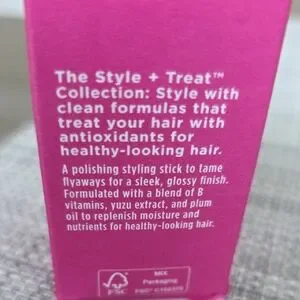 The Style + Treat™
Collection: Style with
clean formulas that
treat your hair with
antioxidants for
healthy-looking hair.
A polishing styling stick to tame
flyaways for a sleek, glossy finish.
Formulated with a blend of B
vitamins, yuzu extract, and plum
oil to replenish moisture and
nutrients for healthy-looking hair.
MIX
Packaging
FSC